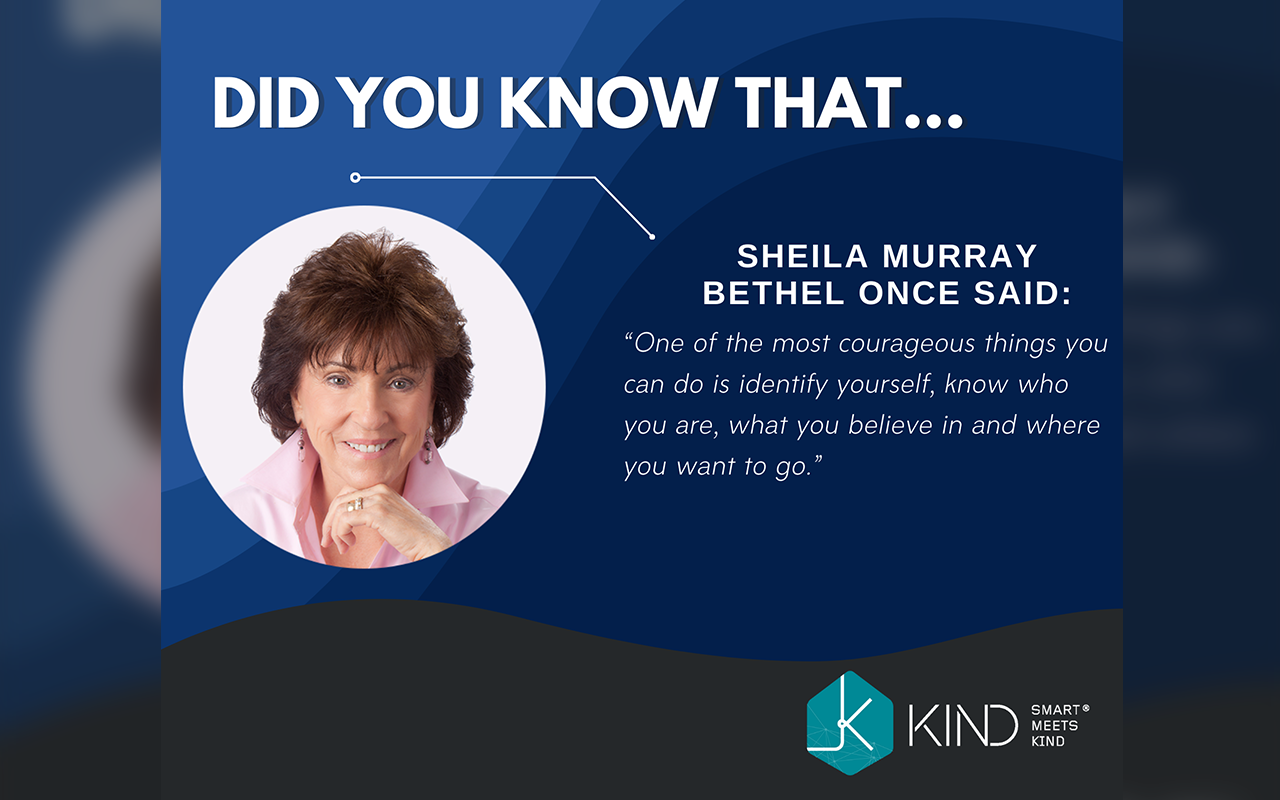 DID YOU KNOW THAT...
SHEILA MURRAY
BETHEL ONCE SAID:
“One of the most courageous things you
can do is identify yourself, know who
you are, what you believe in and where
you want to go.”
KIND
SMART®
MEETS
KIND